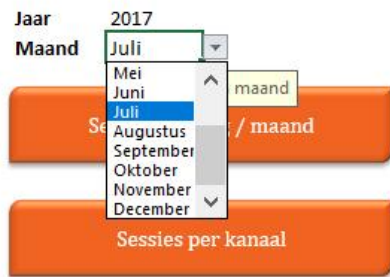 Jaar 2017
Maand Juli
Mei
Juni
Juli
Augustus
September
Oktober
November
December
maand
/ maand
Sessies per kanaal